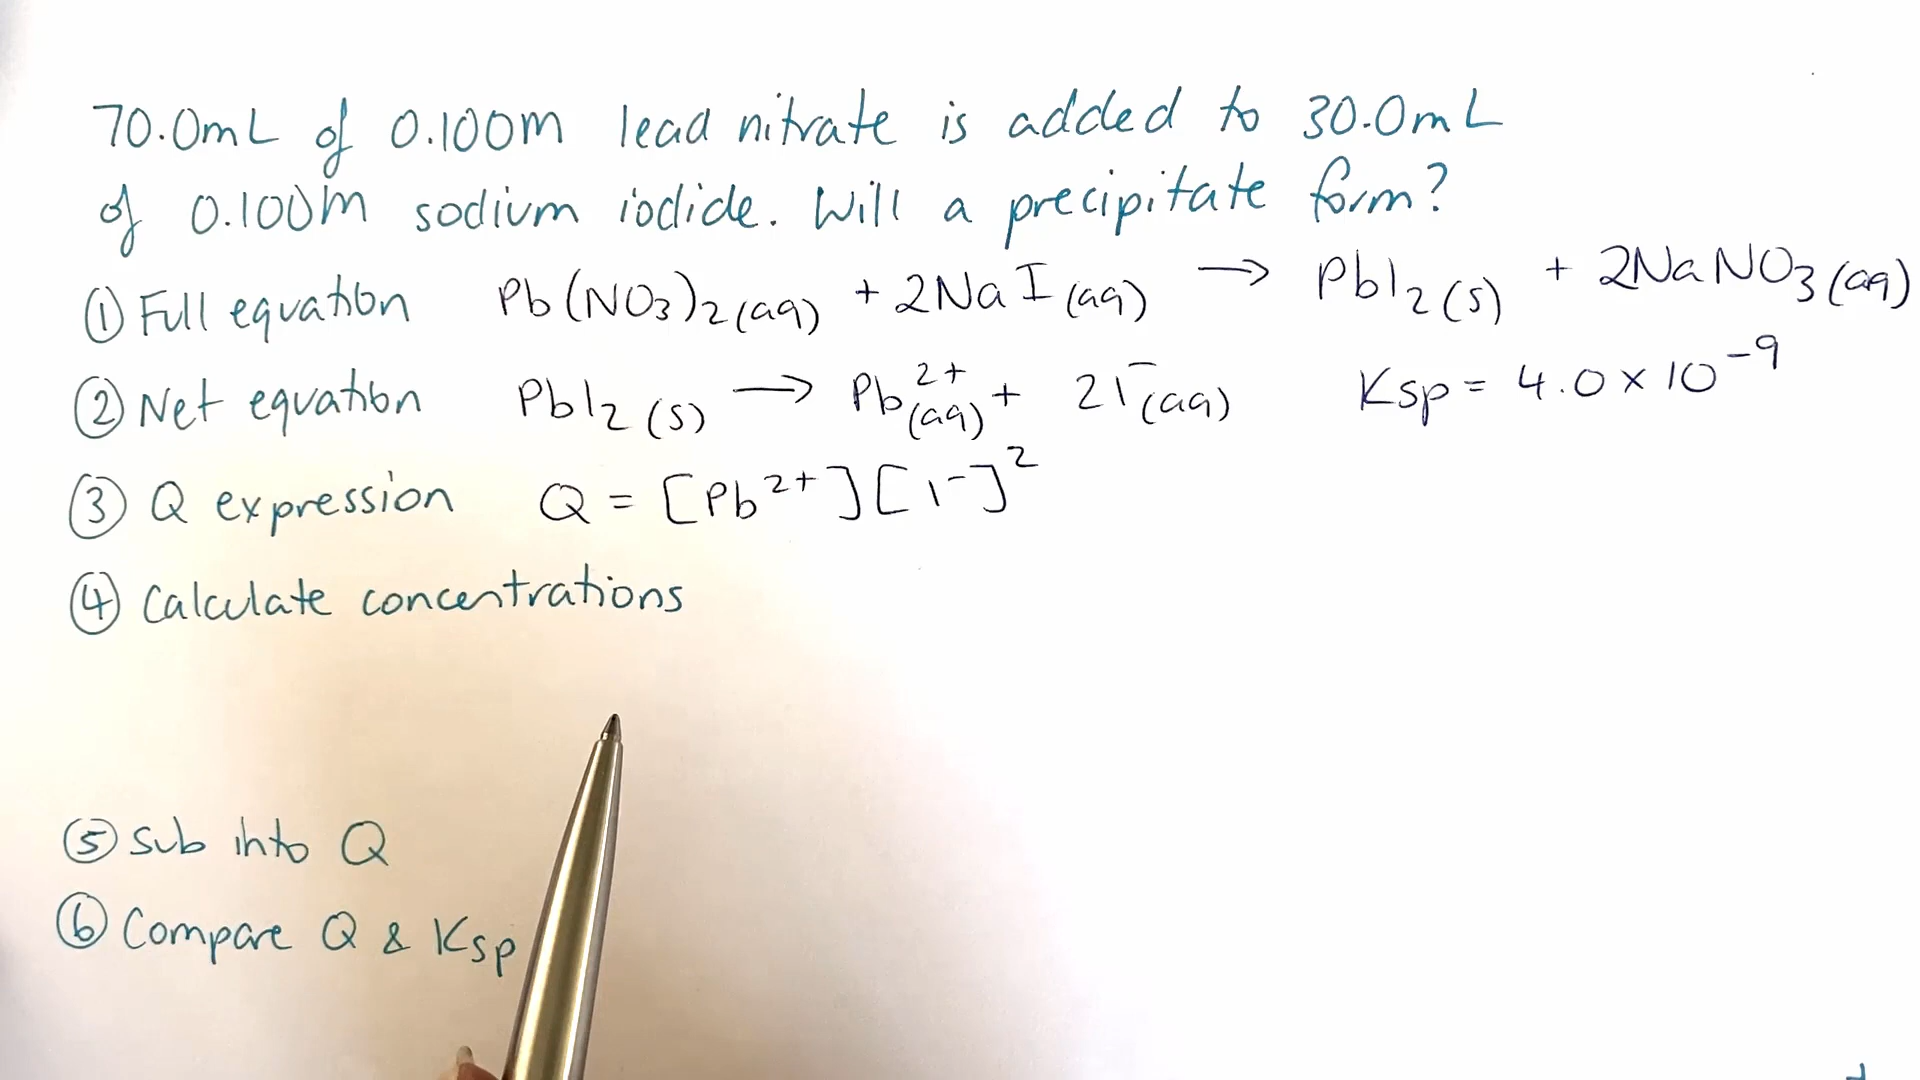 70.0mL of 0.100M lead nitrate is added to 30.0mL
of 0.100M sodium iodide. Will a precipitate form?
① Full equation Pb(NO₃)₂(aq) + 2NaI(aq) → PbI₂(s) + 2NaNO₃(aq)
② Net equation PbI₂(s) → Pb²⁺(aq) + 2I⁻(aq) Ksp = 4.0 × 10⁻⁹
③ Q expression Q = [Pb²⁺][I⁻]²
④ Calculate concentrations
⑤ Sub into Q
⑥ Compare Q & Ksp